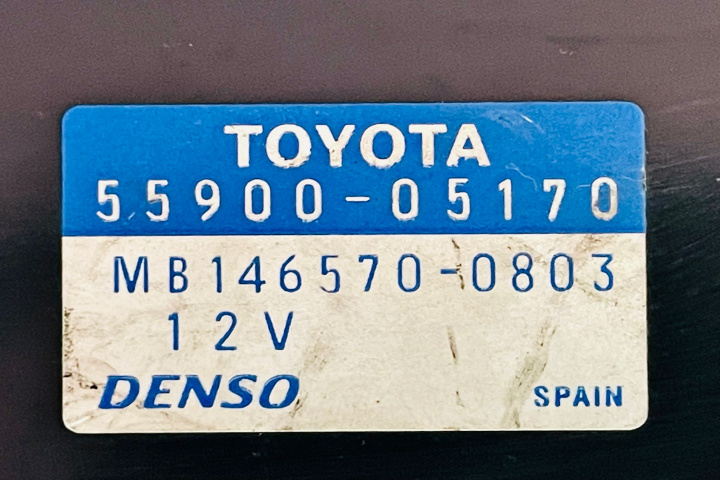 TOYOTA
55900-05170
MB146570-0803
12V
DENSO SPAIN